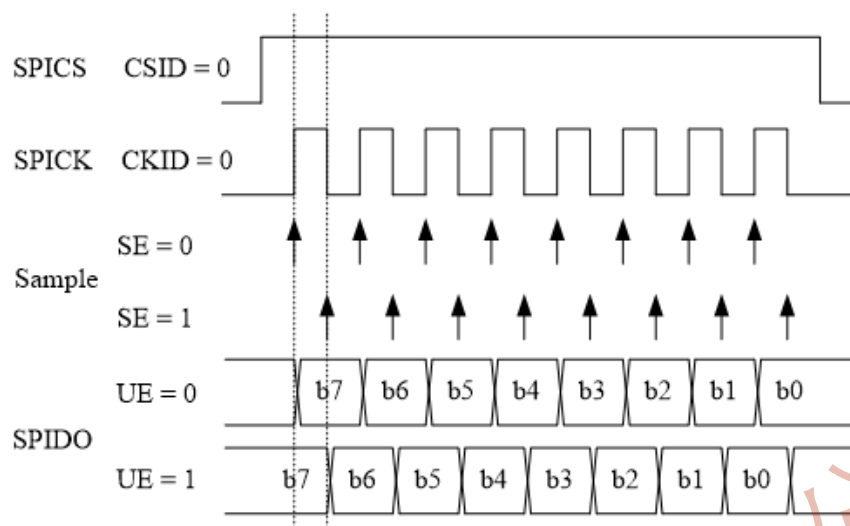 SPICS CSID = 0
SPICK CKID = 0
SE = 0
Sample
SE = 1
UE = 0 b7 b6 b5 b4 b3 b2 b1 b0
SPIDO
UE = 1 b7 b6 b5 b4 b3 b2 b1 b0